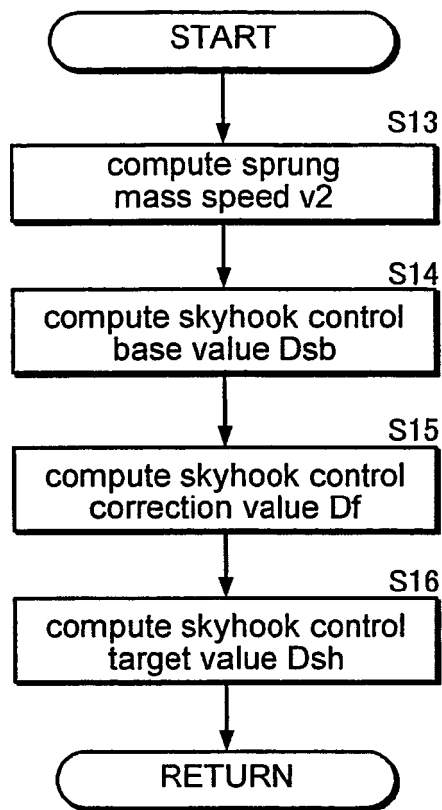 START
S13
compute sprung
mass speed v2
S14
compute skyhook control
base value Dsb
S15
compute skyhook control
correction value Df
S16
compute skyhook control
target value Dsh
RETURN